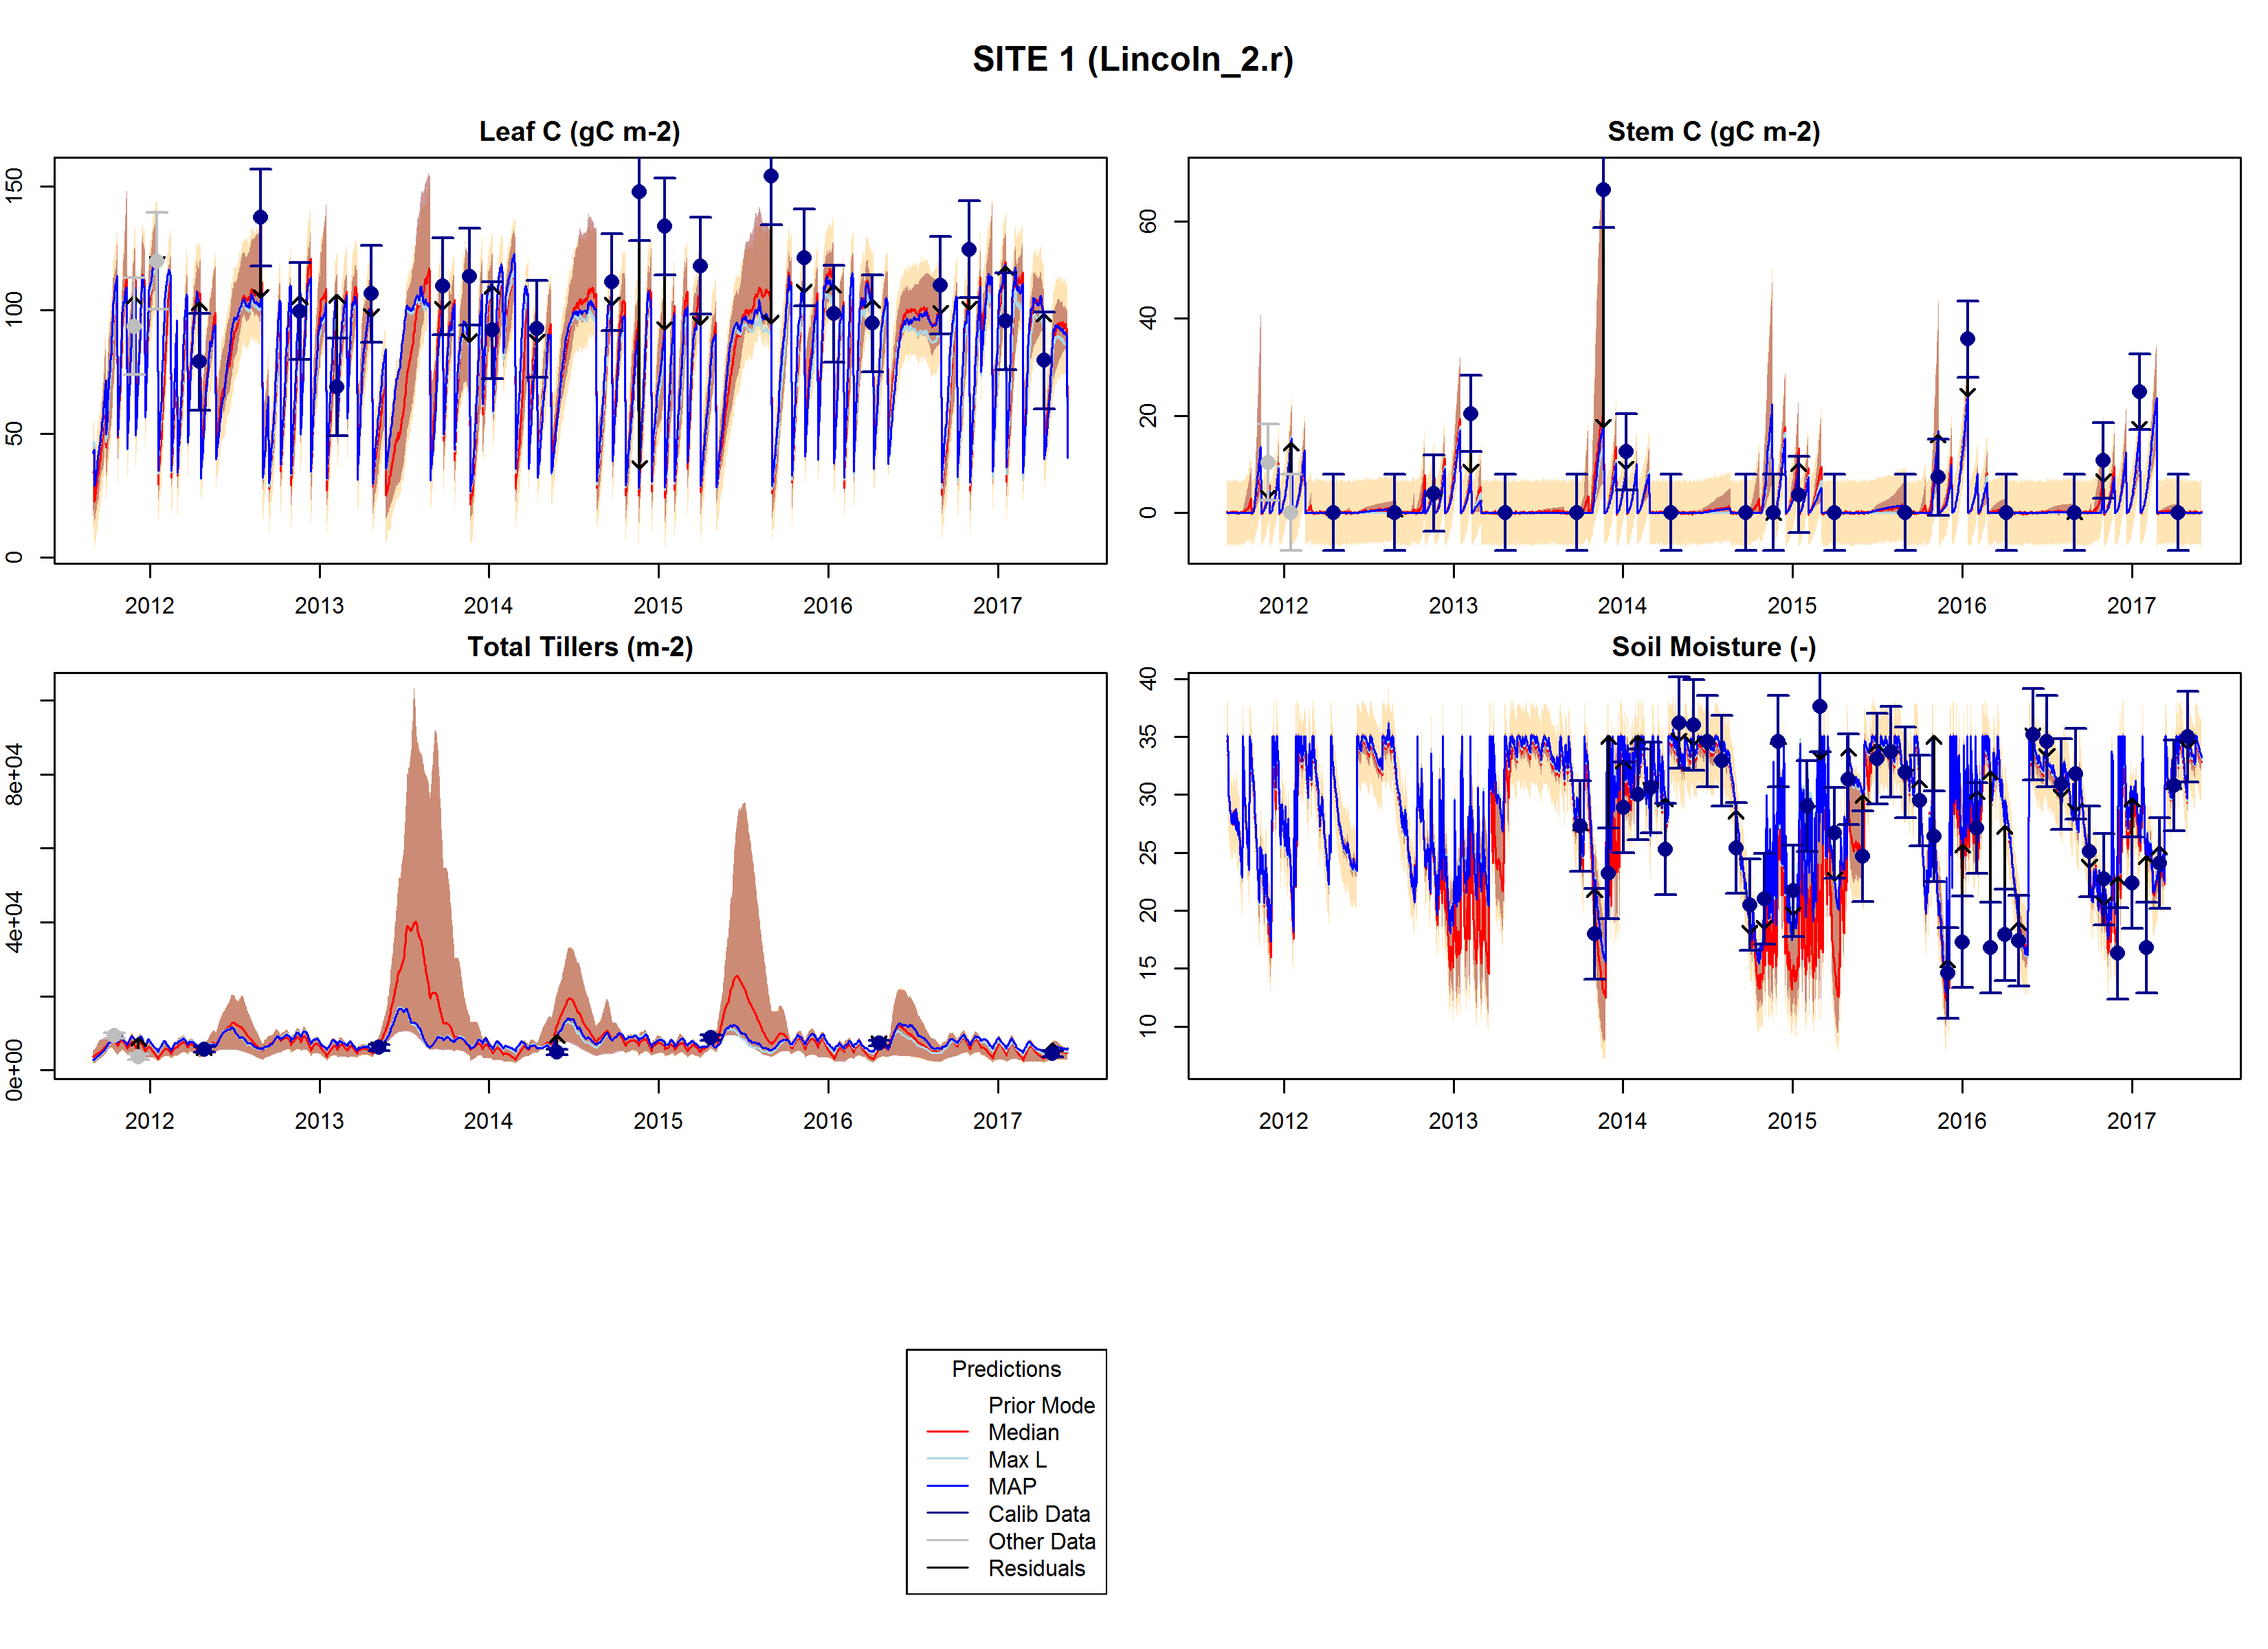 SITE 1 (Lincoln_2.r)
Leaf C (gC m-2)
0 50 100 150
2012 2013 2014 2015 2016 2017
Stem C (gC m-2)
0 20 40 60
2012 2013 2014 2015 2016 2017
Total Tillers (m-2)
0e+00 4e+04 8e+04
2012 2013 2014 2015 2016 2017
Soil Moisture (-)
10 15 20 25 30 35 40
2012 2013 2014 2015 2016 2017
Predictions
Prior Mode
Median
Max L
MAP
Calib Data
Other Data
Residuals